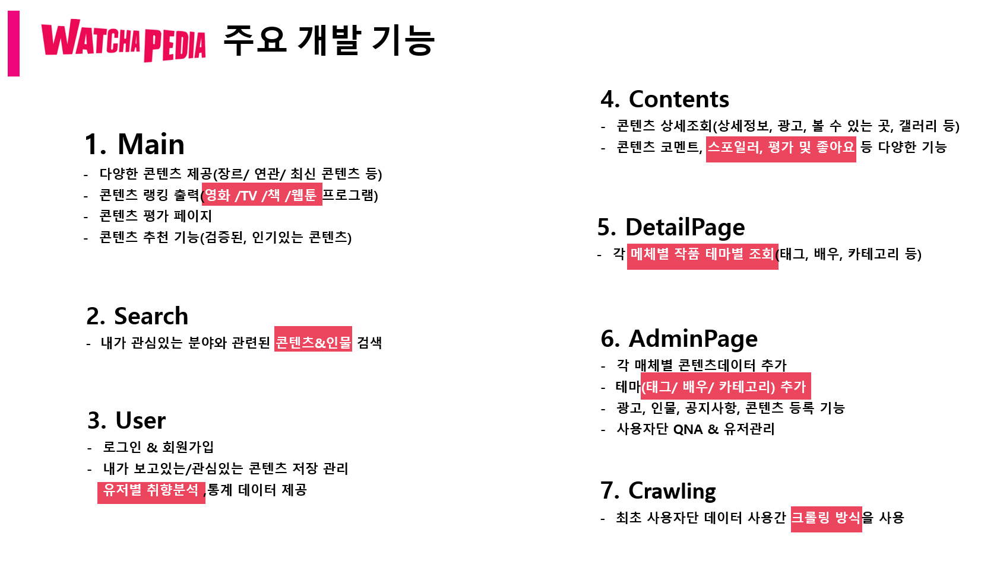 WATCHA PEDIA 주요 개발 기능
1. Main
- 다양한 콘텐츠 제공(장르/ 연관/ 최신 콘텐츠 등)
- 콘텐츠 랭킹 출력(영화 /TV /책 /웹툰 프로그램)
- 콘텐츠 평가 페이지
- 콘텐츠 추천 기능(검증된, 인기있는 콘텐츠)
2. Search
- 내가 관심있는 분야와 관련된 콘텐츠&인물 검색
3. User
- 로그인 & 회원가입
- 내가 보고있는/관심있는 콘텐츠 저장 관리
유저별 취향분석 ,통계 데이터 제공
4. Contents
- 콘텐츠 상세조회(상세정보, 광고, 볼 수 있는 곳, 갤러리 등)
- 콘텐츠 코멘트, 스포일러, 평가 및 좋아요 등 다양한 기능
5. DetailPage
- 각 메체별 작품 테마별 조회(태그, 배우, 카테고리 등)
6. AdminPage
- 각 매체별 콘텐츠데이터 추가
- 테마(태그/ 배우/ 카테고리) 추가
- 광고, 인물, 공지사항, 콘텐츠 등록 기능
- 사용자단 QNA & 유저관리
7. Crawling
- 최초 사용자단 데이터 사용간 크롤링 방식을 사용